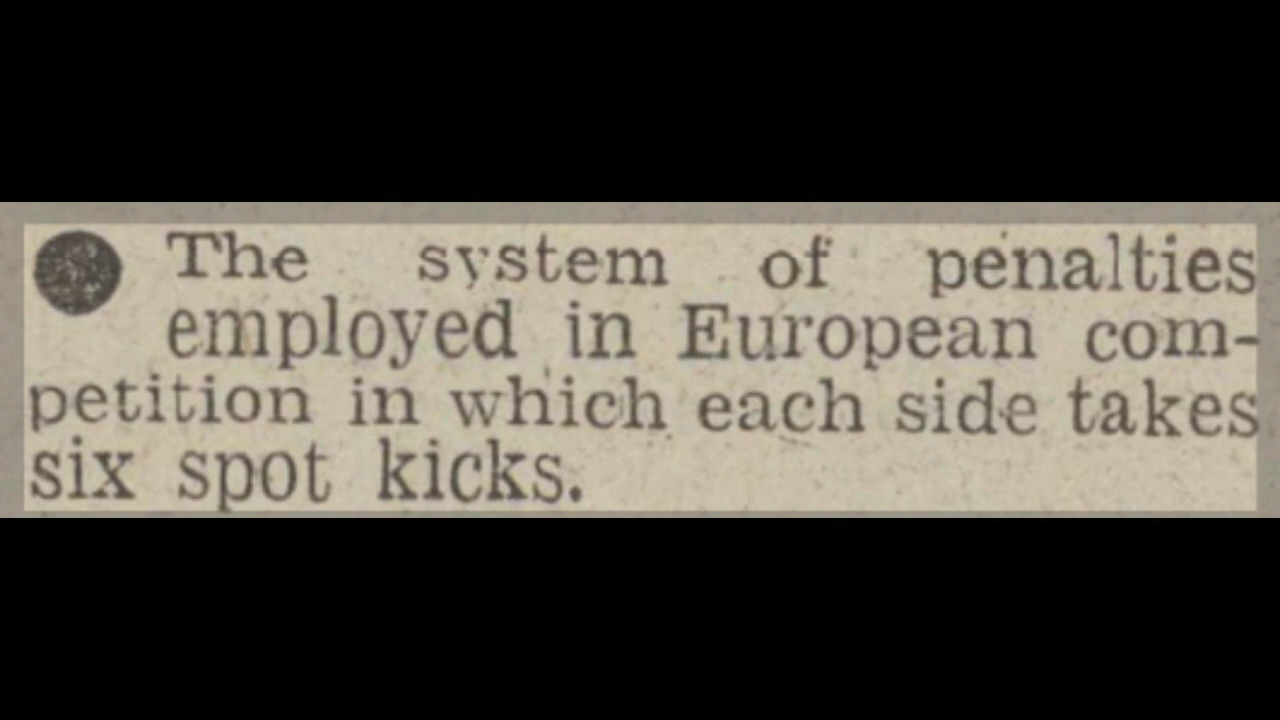 ● The system of penalties
employed in European com-
petition in which each side takes
six spot kicks.